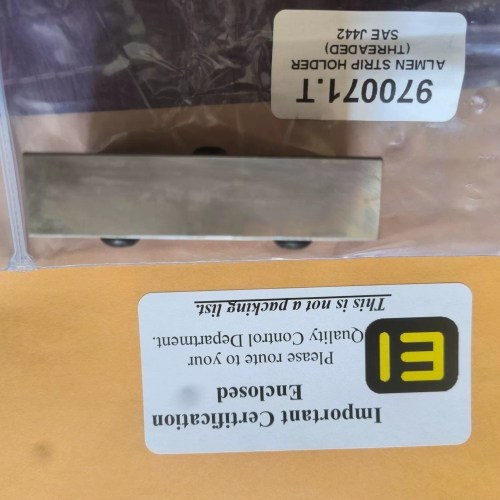 970071.T
ALMEN STRIP HOLDER
(THREADED)
SAE J442
Important Certification
Enclosed
Please route to your
Quality Control Department.
This is not a packing list.
EI